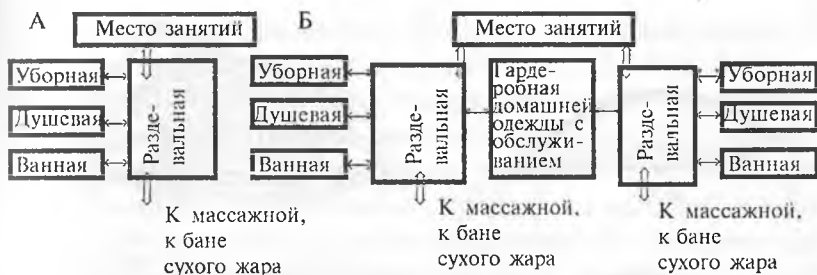 А
Место занятий
Уборная
Душевая
Ванная
Разде-
вальная
К массажной,
к бане
сухого жара
Б
Место занятий
Уборная
Душевая
Ванная
Разде-
вальная
Гарде-
робная
домашней
одежды с
обслужи-
ванием
Разде-
вальная
Уборная
Душевая
Ванная
К массажной,
к бане
сухого жара
К массажной,
к бане
сухого жара